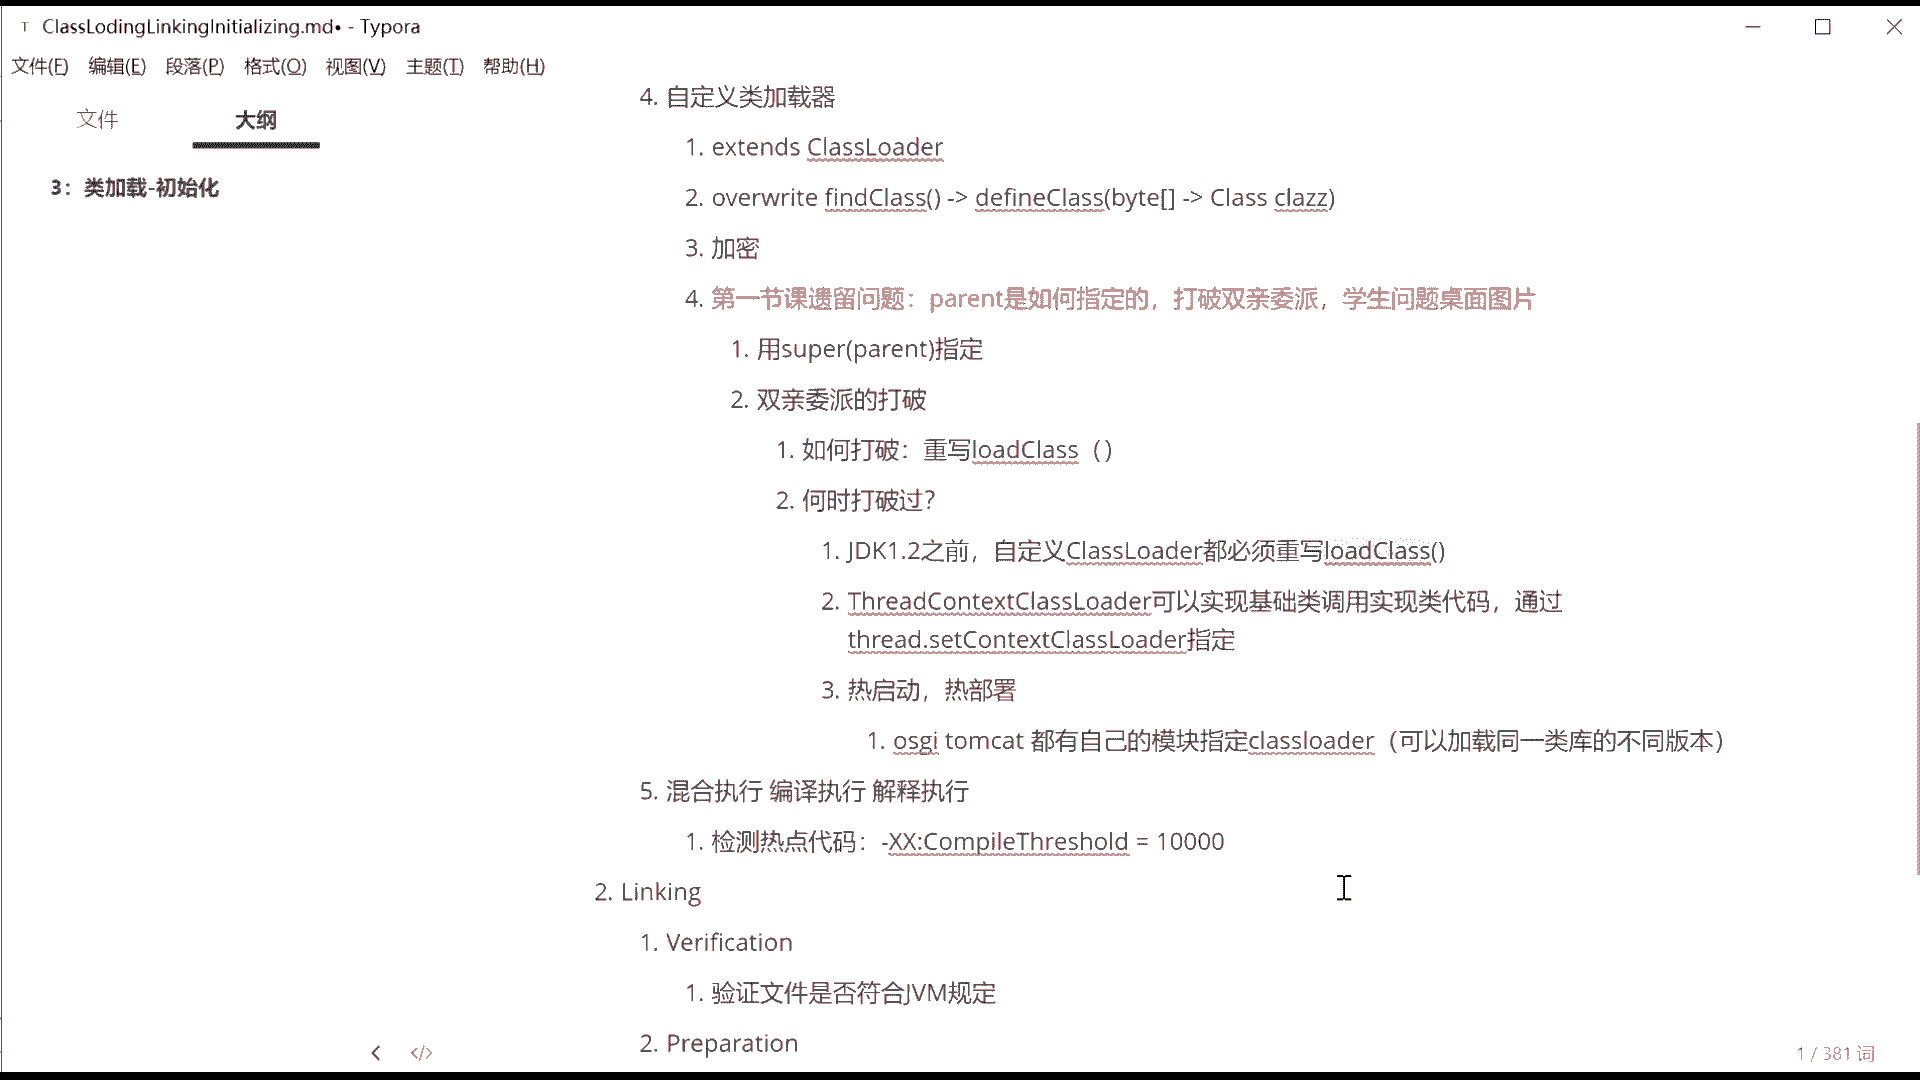 T ClassLodingLinkingInitializing.md• - Typora
文件(F) 编辑(E) 段落(P) 格式(O) 视图(V) 主题(T) 帮助(H)
文件 大纲
3：类加载-初始化
4. 自定义类加载器
1. extends ClassLoader
2. overwrite findClass() -> defineClass(byte[] -> Class clazz)
3. 加密
4. 第一节课遗留问题：parent是如何指定的，打破双亲委派，学生问题桌面图片
1. 用super(parent)指定
2. 双亲委派的打破
1. 如何打破：重写loadClass（）
2. 何时打破过？
1. JDK1.2之前，自定义ClassLoader都必须重写loadClass()
2. ThreadContextClassLoader可以实现基础类调用实现类代码，通过
thread.setContextClassLoader指定
3. 热启动，热部署
1. osgi tomcat 都有自己的模块指定classloader（可以加载同一类库的不同版本）
5. 混合执行 编译执行 解释执行
1. 检测热点代码：-XX:CompileThreshold = 10000
2. Linking
1. Verification
1. 验证文件是否符合JVM规定
2. Preparation
< </> 1 / 381 词